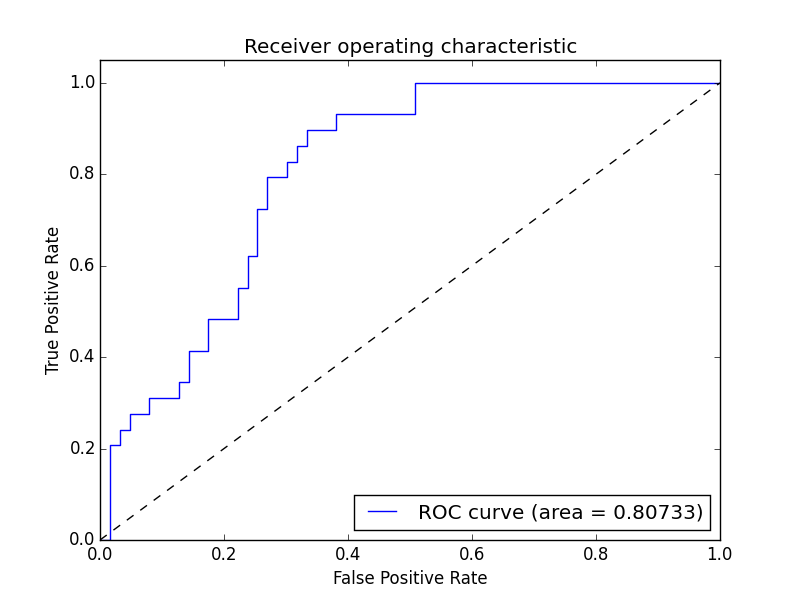 Receiver operating characteristic
1.0
0.8
0.6
0.4
0.2
0.0
True Positive Rate
ROC curve (area = 0.80733)
0.0 0.2 0.4 0.6 0.8 1.0
False Positive Rate